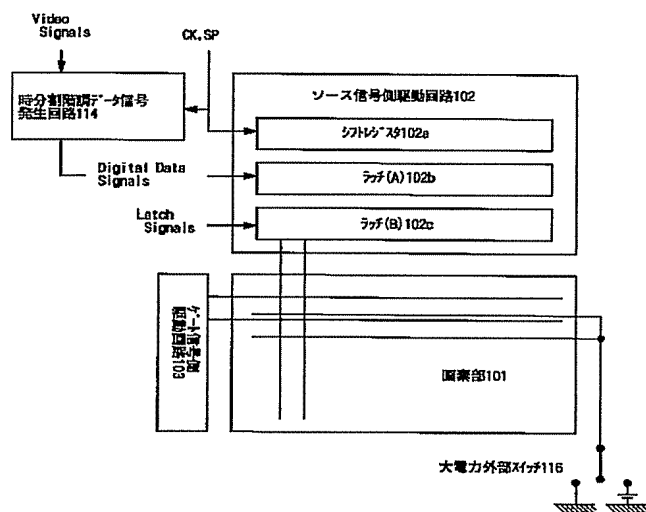 Video
Signals
CK,SP
時分割階調データ信号
発生回路114
ソース信号側駆動回路102
シフトレジスタ102a
Digital Data
Signals
ラッチ(A)102b
Latch
Signals
ラッチ(B)102c
ゲート信号側
駆動回路103
画素部101
大電力外部スイッチ116